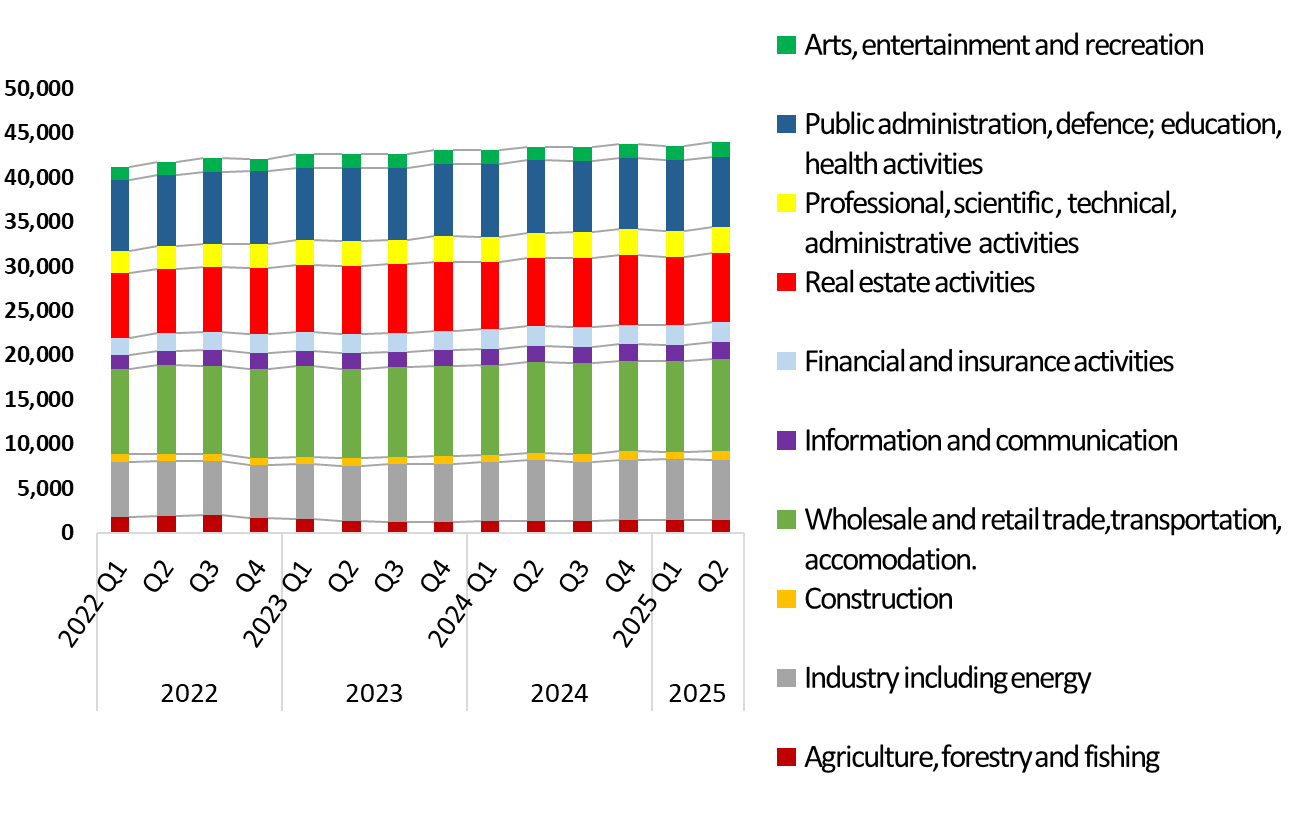 50,000
45,000
40,000
35,000
30,000
25,000
20,000
15,000
10,000
5,000
0
2022 Q1
Q2
Q3
Q4
2023 Q1
Q2
Q3
Q4
2024 Q1
Q2
Q3
Q4
2025 Q1
Q2
2022
2023
2024
2025
Arts, entertainment and recreation
Public administration, defence; education,
health activities
Professional, scientific , technical,
administrative activities
Real estate activities
Financial and insurance activities
Information and communication
Wholesale and retail trade,transportation,
accomodation.
Construction
Industry including energy
Agriculture, forestry and fishing